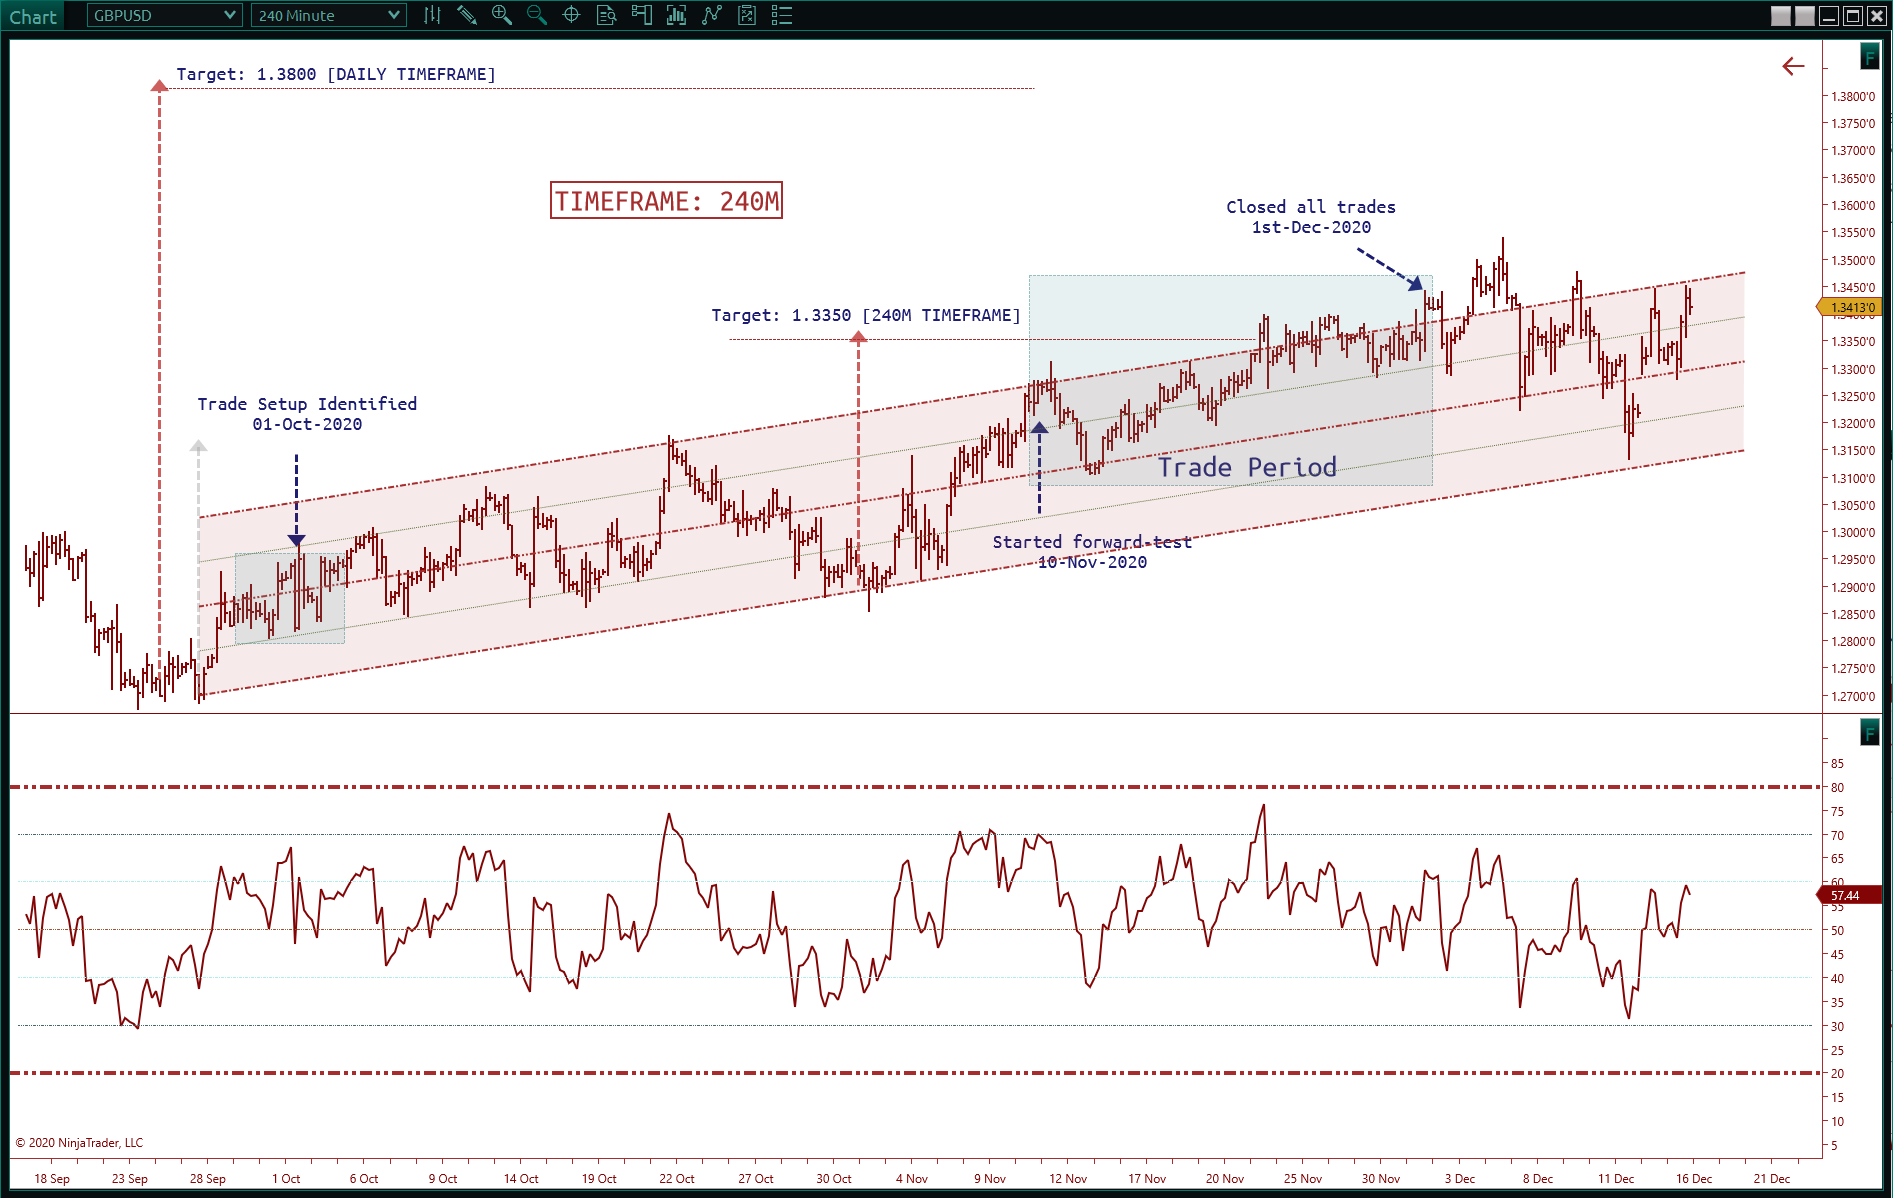 Chart
GBPUSD
240 Minute
F
Target: 1.3800 [DAILY TIMEFRAME]
TIMEFRAME: 240M
Closed all trades
1st-Dec-2020
Target: 1.3350 [240M TIMEFRAME]
Trade Setup Identified
01-Oct-2020
Trade Period
Started forward-test
10-Nov-2020
1.3800'0
1.3750'0
1.3700'0
1.3650'0
1.3600'0
1.3550'0
1.3500'0
1.3450'0
1.3413'0
1.3400'0
1.3350'0
1.3300'0
1.3250'0
1.3200'0
1.3150'0
1.3100'0
1.3050'0
1.3000'0
1.2950'0
1.2900'0
1.2850'0
1.2800'0
1.2750'0
1.2700'0
F
85
80
75
70
65
60
57.44
55
50
45
40
35
30
25
20
15
10
5
© 2020 NinjaTrader, LLC
18 Sep 23 Sep 28 Sep 1 Oct 6 Oct 9 Oct 14 Oct 19 Oct 22 Oct 27 Oct 30 Oct 4 Nov 9 Nov 12 Nov 17 Nov 20 Nov 25 Nov 30 Nov 3 Dec 8 Dec 11 Dec 16 Dec 21 Dec